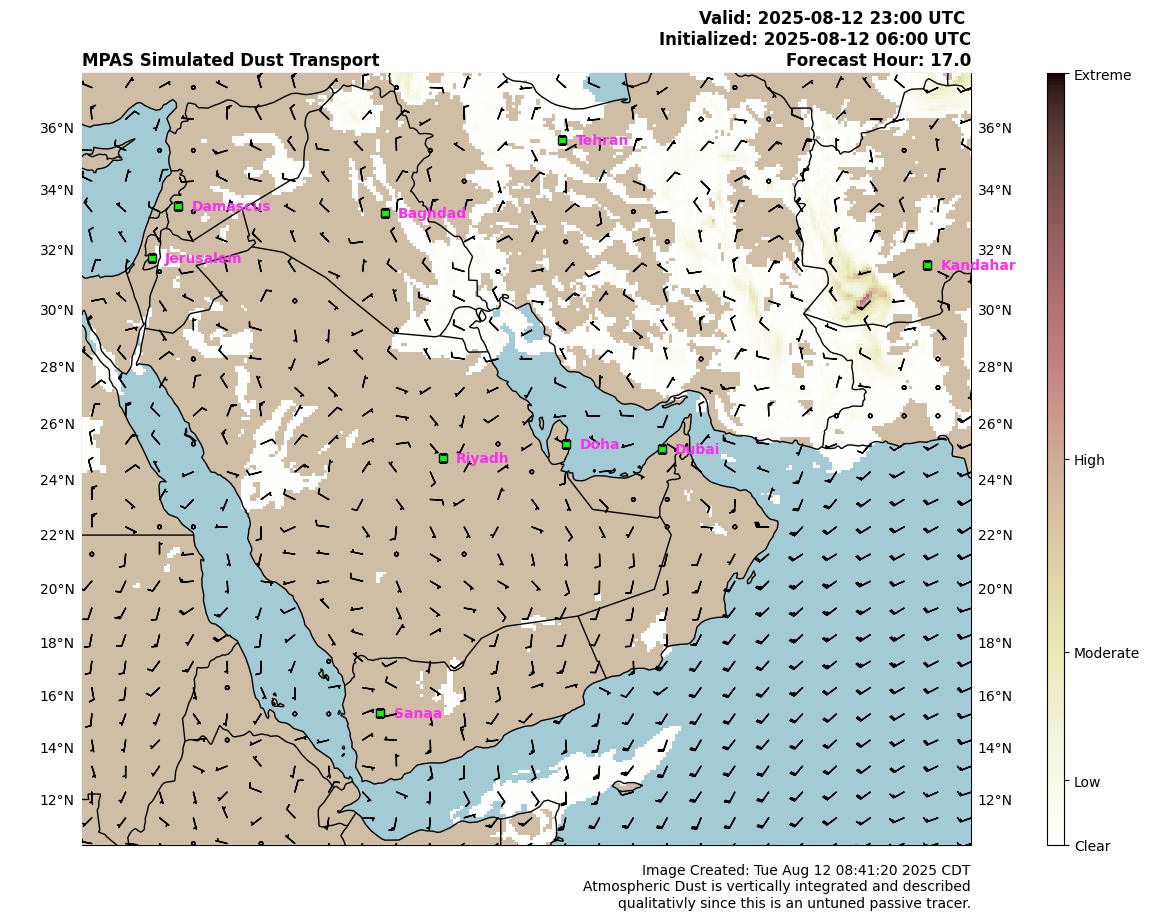 Valid: 2025-08-12 23:00 UTC
Initialized: 2025-08-12 06:00 UTC
MPAS Simulated Dust Transport
Forecast Hour: 17.0
Extreme
36°N
Tehran
36°N
34°N
Damascus
Baghdad
34°N
32°N
Jerusalem
32°N
Kandahar
30°N
30°N
28°N
28°N
26°N
Doha
Dubai
26°N
Riyadh
High
24°N
24°N
22°N
22°N
20°N
20°N
18°N
18°N
Moderate
16°N
16°N
Sanaa
14°N
14°N
Low
12°N
12°N
Clear
Image Created: Tue Aug 12 08:41:20 2025 CDT
Atmospheric Dust is vertically integrated and described
qualitativly since this is an untuned passive tracer.